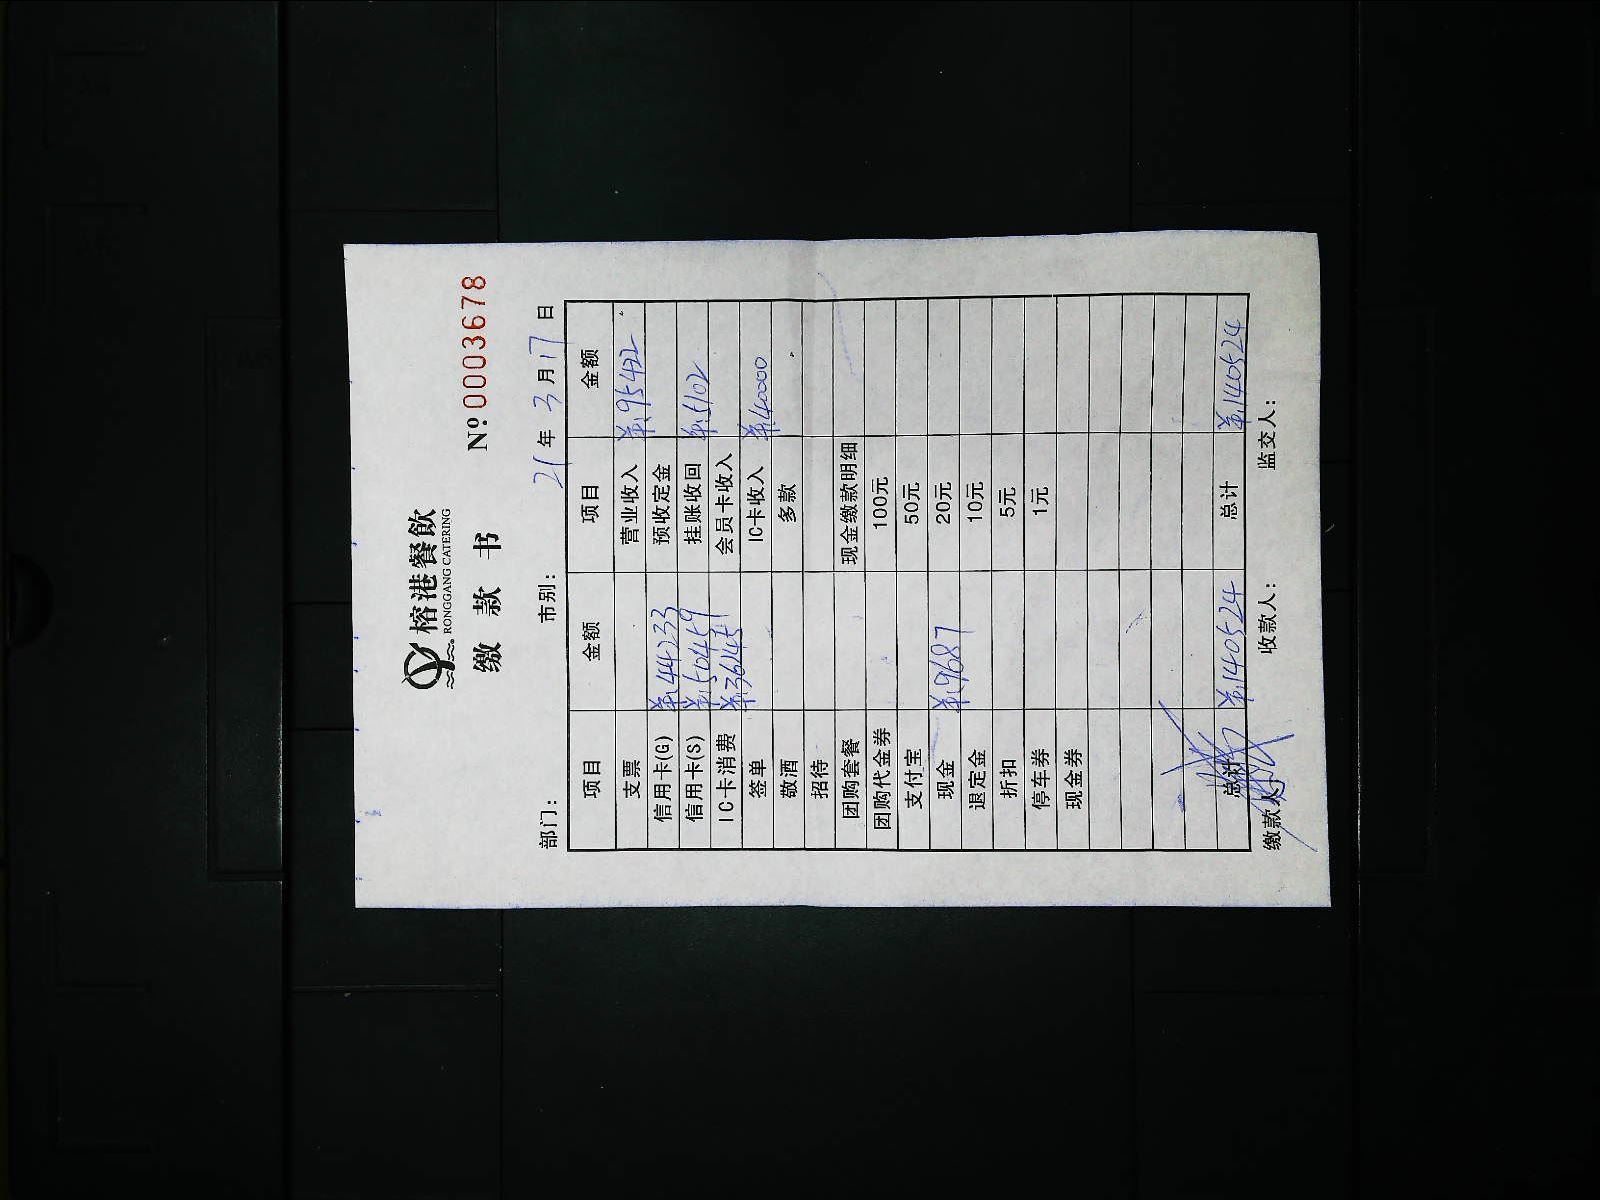 榕港餐飲
RONGGANG CATERING
缴 款 书
Nº:0003678
部门: 市别: 21年3月17日
项目 金额 项目 金额
支票 营业收入 ¥:95422
信用卡(G) ¥:44233 预收定金
信用卡(S) ¥:50459 挂账收回 ¥:5102
IC卡消费 ¥:36145 会员卡收入
签单 IC卡收入 ¥:40000
敬酒 多款
招待
团购套餐 现金缴款明细
团购代金券 100元
支付宝 50元
现金 ¥:9687 20元
退定金 10元
折扣 5元
停车券 1元
现金券
总计 ¥:140524 总计 ¥:140524
缴款人: 收款人: 监交人: